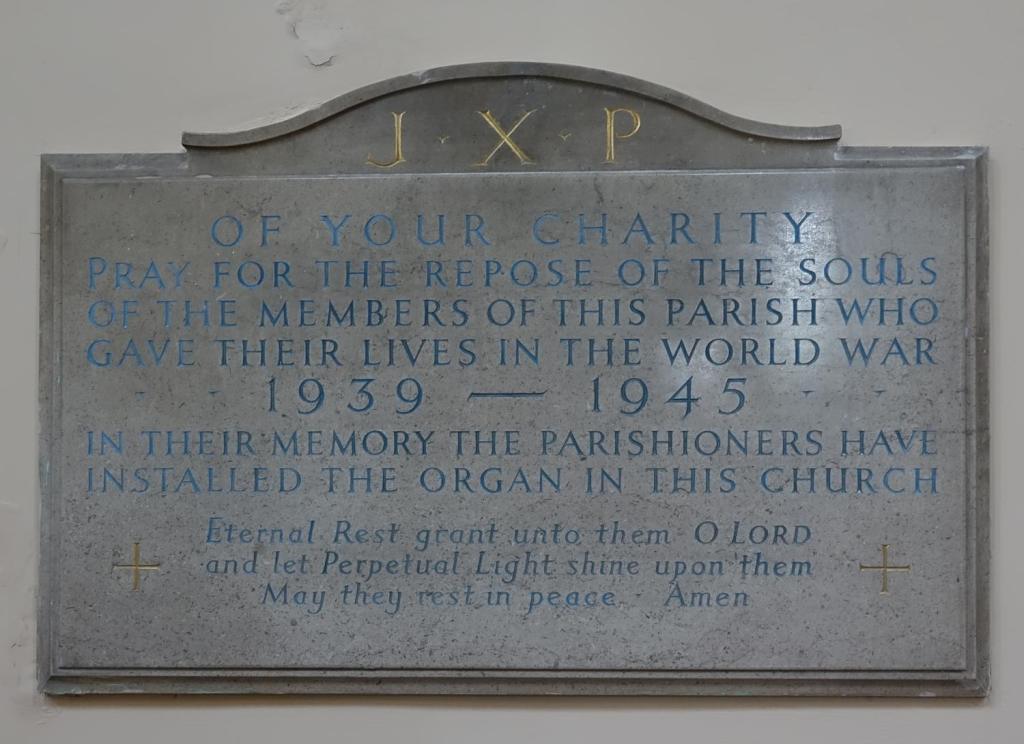 J · X · P
OF YOUR CHARITY
PRAY FOR THE REPOSE OF THE SOULS
OF THE MEMBERS OF THIS PARISH WHO
GAVE THEIR LIVES IN THE WORLD WAR
1939 — 1945
IN THEIR MEMORY THE PARISHIONERS HAVE
INSTALLED THE ORGAN IN THIS CHURCH
Eternal Rest grant unto them O LORD
and let Perpetual Light shine upon them
May they rest in peace Amen